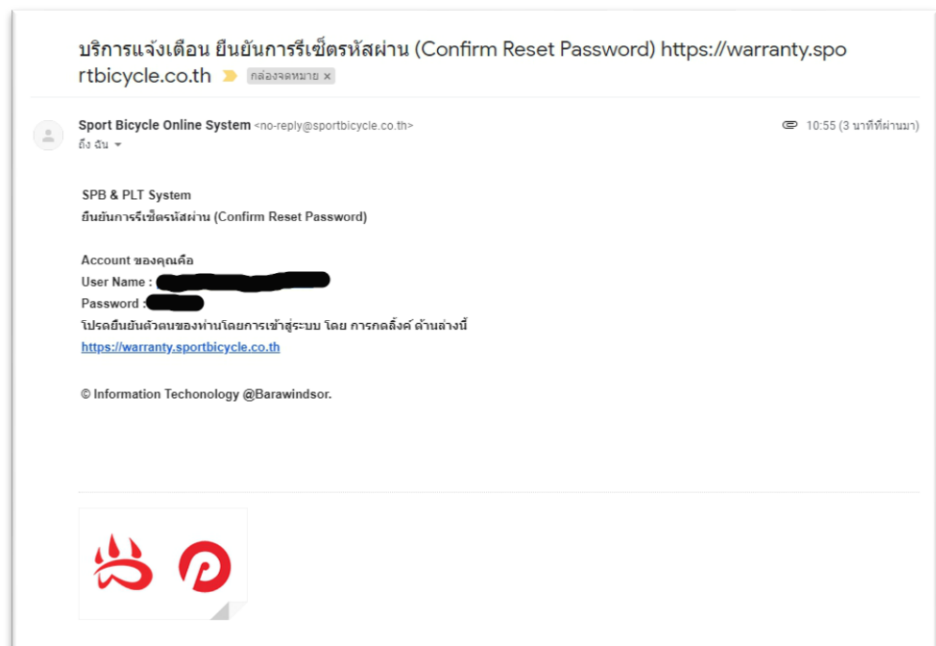 บริการแจ้งเตือน ยืนยันการรีเซ็ตรหัสผ่าน (Confirm Reset Password) https://warranty.spo
rtbicycle.co.th กล่องจดหมาย x
Sport Bicycle Online System <no-reply@sportbicycle.co.th> 10:55 (3 นาทีที่ผ่านมา)
ถึง ฉัน
SPB & PLT System
ยืนยันการรีเซ็ตรหัสผ่าน (Confirm Reset Password)
Account ของคุณคือ
User Name :
Password :
โปรดยืนยันตัวตนของท่านโดยการเข้าสู่ระบบ โดย การกดลิ้งค์ ด้านล่างนี้
https://warranty.sportbicycle.co.th
© Information Techonology @Barawindsor.